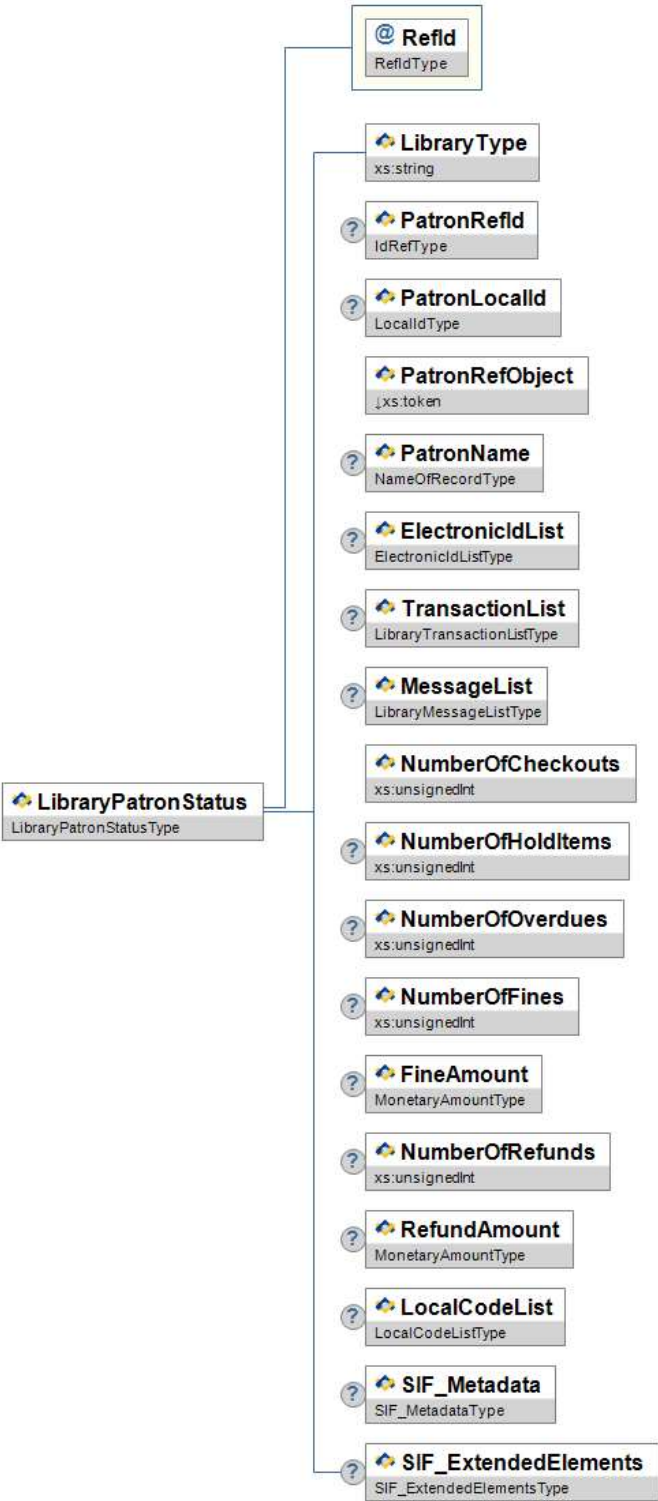 @ RefId
RefIdType
LibraryType
xs:string
? PatronRefId
IdRefType
? PatronLocalId
LocalIdType
PatronRefObject
↓xs:token
? PatronName
NameOfRecordType
? ElectronicIdList
ElectronicIdListType
? TransactionList
LibraryTransactionListType
? MessageList
LibraryMessageListType
NumberOfCheckouts
xs:unsignedInt
LibraryPatronStatus
LibraryPatronStatusType
? NumberOfHoldItems
xs:unsignedInt
? NumberOfOverdues
xs:unsignedInt
? NumberOfFines
xs:unsignedInt
? FineAmount
MonetaryAmountType
? NumberOfRefunds
xs:unsignedInt
? RefundAmount
MonetaryAmountType
? LocalCodeList
LocalCodeListType
? SIF_Metadata
SIF_MetadataType
? SIF_ExtendedElements
SIF_ExtendedElementsType